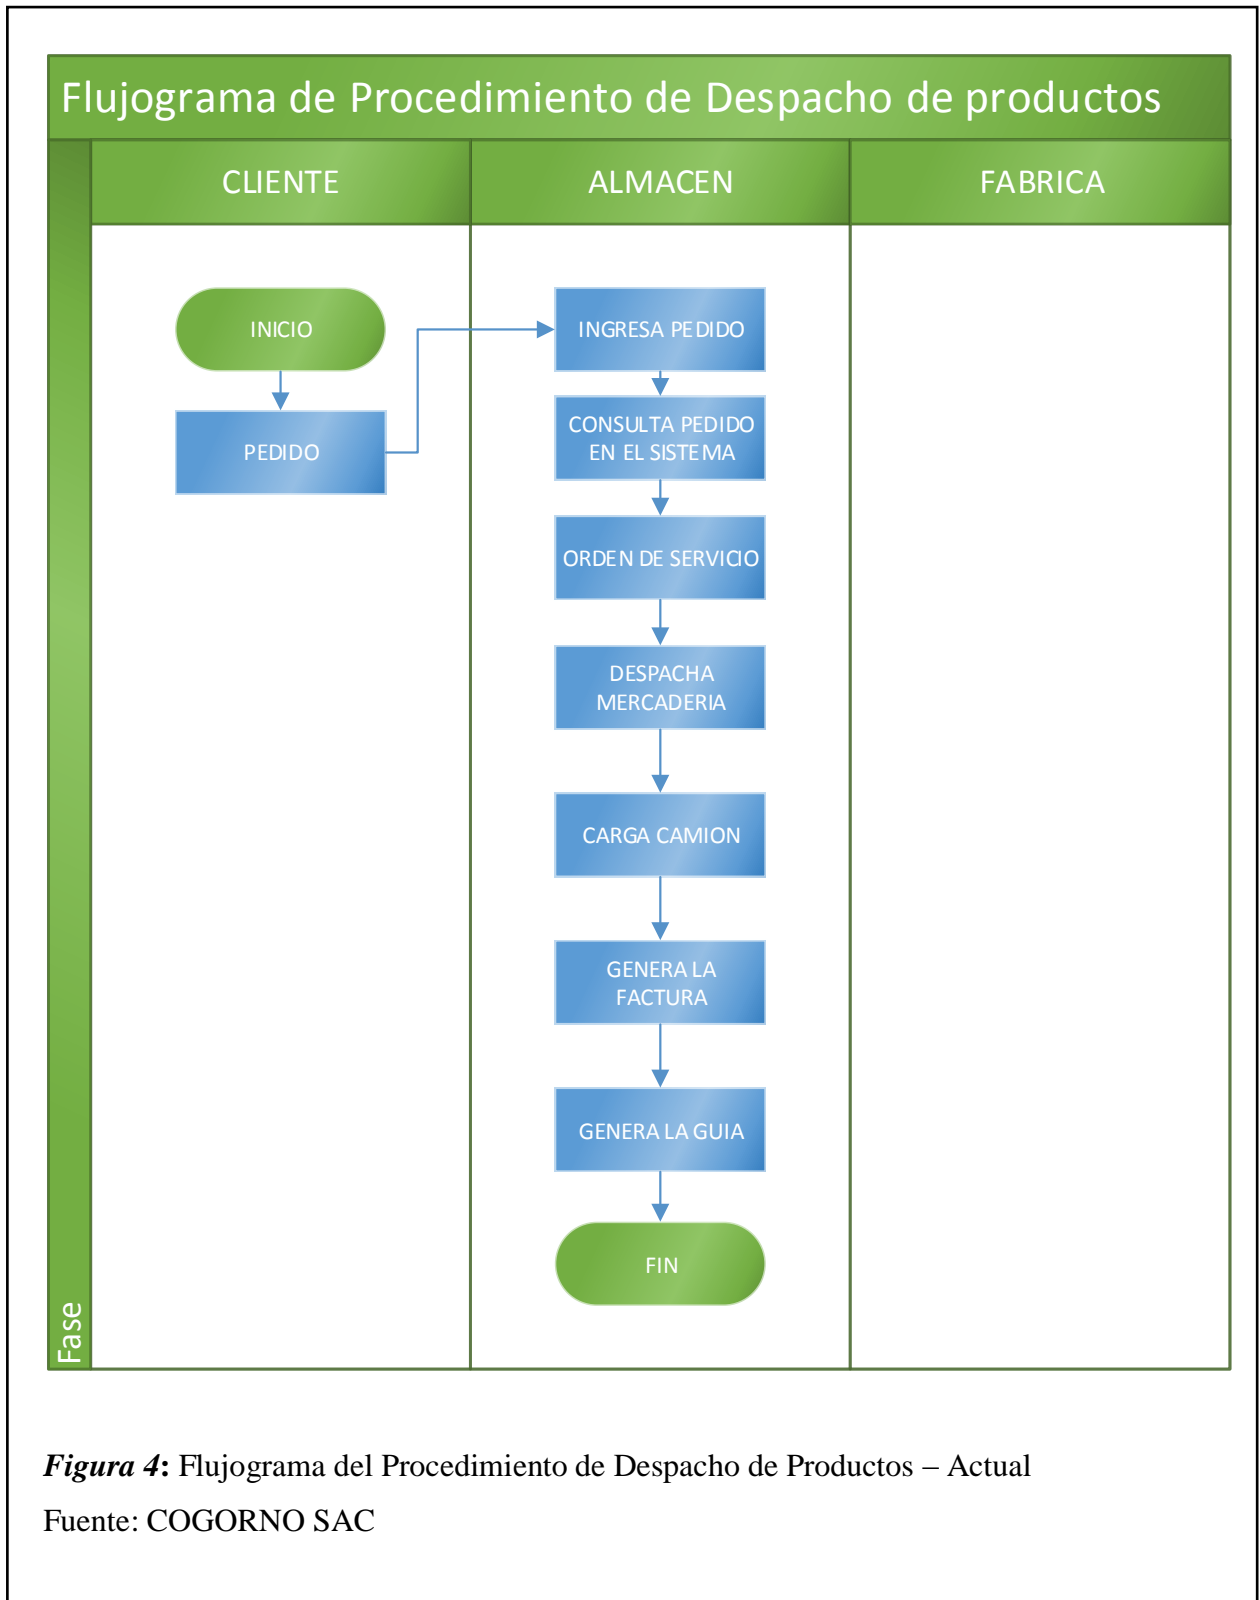 Flujograma de Procedimiento de Despacho de productos
CLIENTE
ALMACEN
FABRICA
INICIO
PEDIDO
INGRESA PEDIDO
CONSULTA PEDIDO
EN EL SISTEMA
ORDEN DE SERVICIO
DESPACHA
MERCADERIA
CARGA CAMION
GENERA LA
FACTURA
GENERA LA GUIA
FIN
Fase
Figura 4: Flujograma del Procedimiento de Despacho de Productos – Actual
Fuente: COGORNO SAC